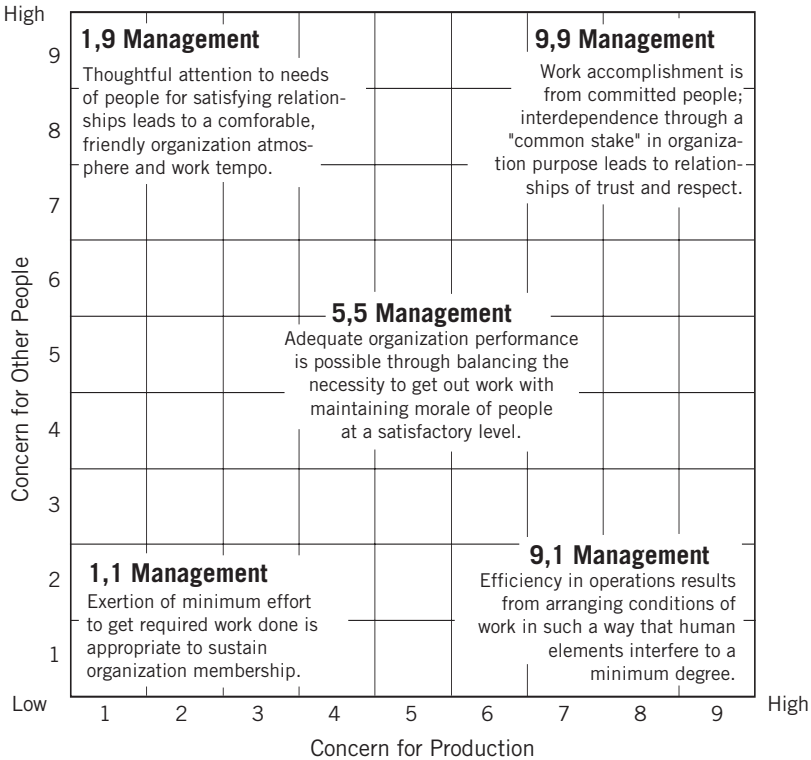 High
1,9 Management
Thoughtful attention to needs
of people for satisfying relation-
ships leads to a comforable,
friendly organization atmos-
phere and work tempo.
9,9 Management
Work accomplishment is
from committed people;
interdependence through a
"common stake" in organiza-
tion purpose leads to relation-
ships of trust and respect.
5,5 Management
Adequate organization performance
is possible through balancing the
necessity to get out work with
maintaining morale of people
at a satisfactory level.
1,1 Management
Exertion of minimum effort
to get required work done is
appropriate to sustain
organization membership.
9,1 Management
Efficiency in operations results
from arranging conditions of
work in such a way that human
elements interfere to a
minimum degree.
Concern for Other People
9
8
7
6
5
4
3
2
1
Low
1 2 3 4 5 6 7 8 9
High
Concern for Production